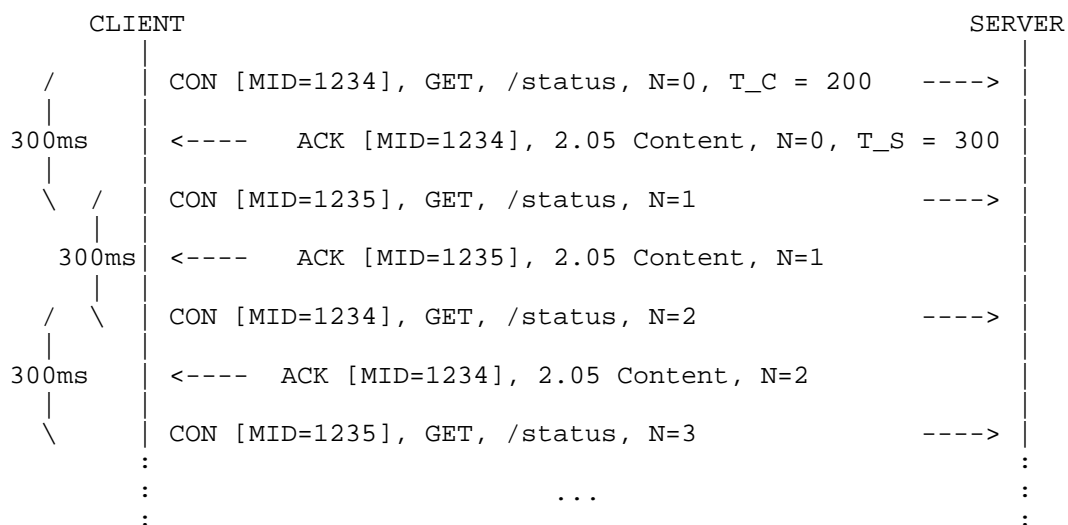 CLIENT SERVER
CON [MID=1234], GET, /status, N=0, T_C = 200 ---->
300ms <---- ACK [MID=1234], 2.05 Content, N=0, T_S = 300
CON [MID=1235], GET, /status, N=1 ---->
300ms <---- ACK [MID=1235], 2.05 Content, N=1
CON [MID=1234], GET, /status, N=2 ---->
300ms <---- ACK [MID=1234], 2.05 Content, N=2
CON [MID=1235], GET, /status, N=3 ---->
: :
: ... :
: :